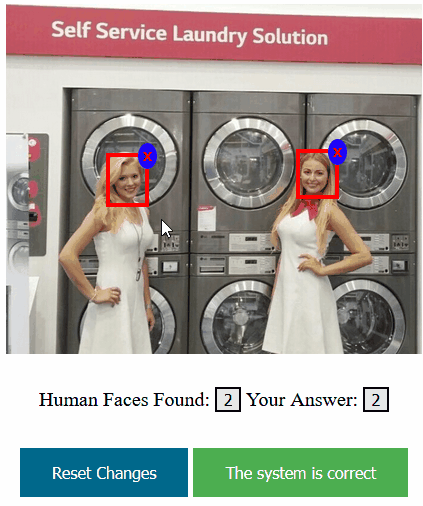 Self Service Laundry Solution
x
x
Human Faces Found: 2 Your Answer: 2
Reset Changes
The system is correct